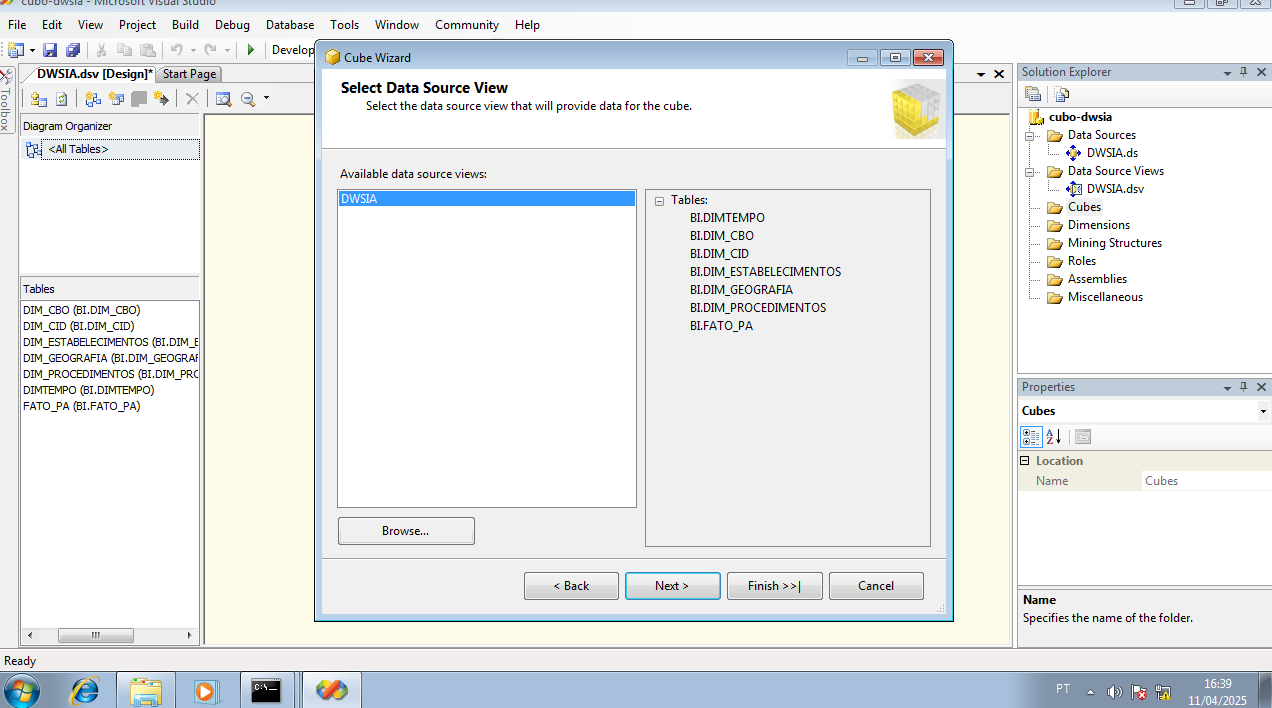 cubo-dwsia - Microsoft Visual Studio
File Edit View Project Build Debug Database Tools Window Community Help
Develop
DWSIA.dsv [Design]* Start Page
Toolbox
Diagram Organizer
<All Tables>
Tables
DIM_CBO (BI.DIM_CBO)
DIM_CID (BI.DIM_CID)
DIM_ESTABELECIMENTOS (BI.DIM_E
DIM_GEOGRAFIA (BI.DIM_GEOGRAF
DIM_PROCEDIMENTOS (BI.DIM_PRC
DIMTEMPO (BI.DIMTEMPO)
FATO_PA (BI.FATO_PA)
Cube Wizard
Select Data Source View
Select the data source view that will provide data for the cube.
Available data source views:
DWSIA
Tables:
BI.DIMTEMPO
BI.DIM_CBO
BI.DIM_CID
BI.DIM_ESTABELECIMENTOS
BI.DIM_GEOGRAFIA
BI.DIM_PROCEDIMENTOS
BI.FATO_PA
Browse...
< Back Next > Finish >>| Cancel
Solution Explorer
cubo-dwsia
Data Sources
DWSIA.ds
Data Source Views
DWSIA.dsv
Cubes
Dimensions
Mining Structures
Roles
Assemblies
Miscellaneous
Properties
Cubes
Location
Name Cubes
Name
Specifies the name of the folder.
Ready
C:\
PT
16:39
11/04/2025